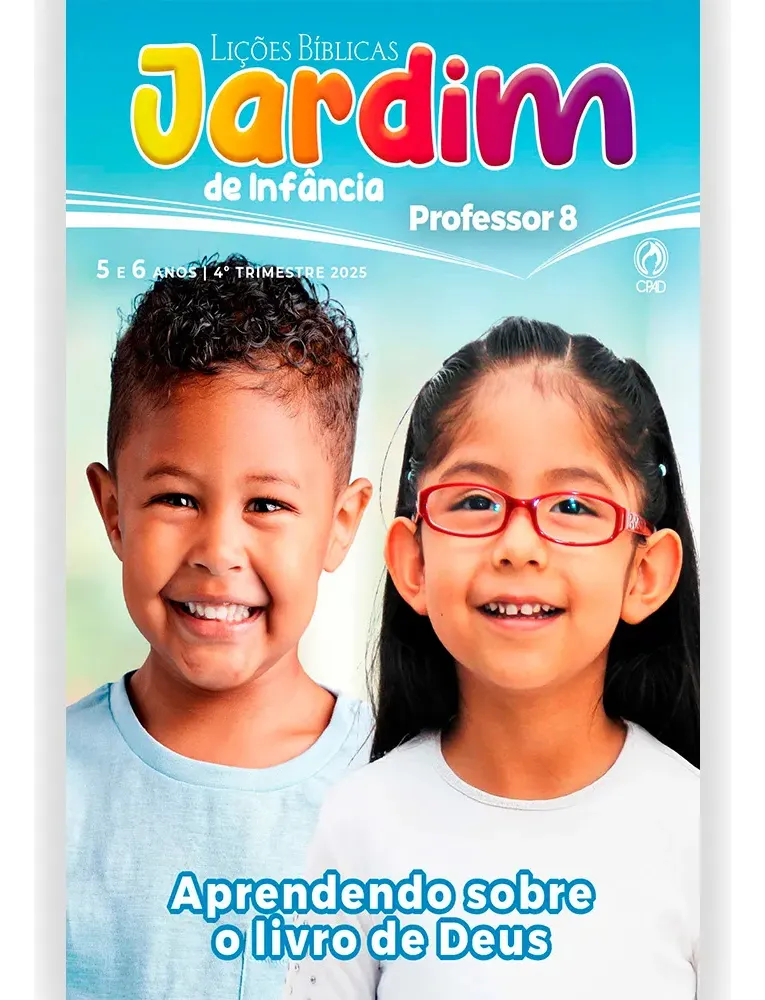 LIÇÕES BÍBLICAS
Jardim
de Infância
Professor 8
5 E 6 ANOS | 4º TRIMESTRE 2025
CPAD
Aprendendo sobre
o livro de Deus